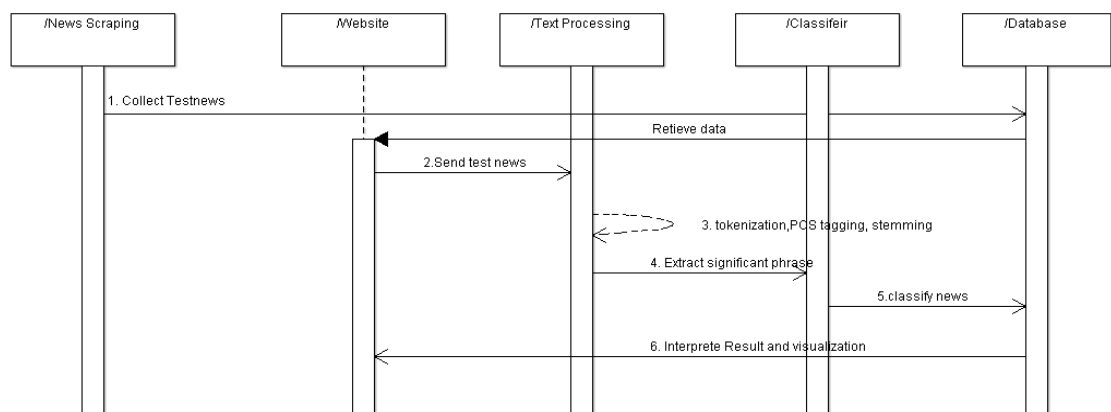 /News Scraping
/Website
/Text Processing
/Classifeir
/Database
1. Collect Testnews
Retieve data
2.Send test news
3. tokenization,POS tagging, stemming
4. Extract significant phrase
5.classify news
6. Interprete Result and visualization